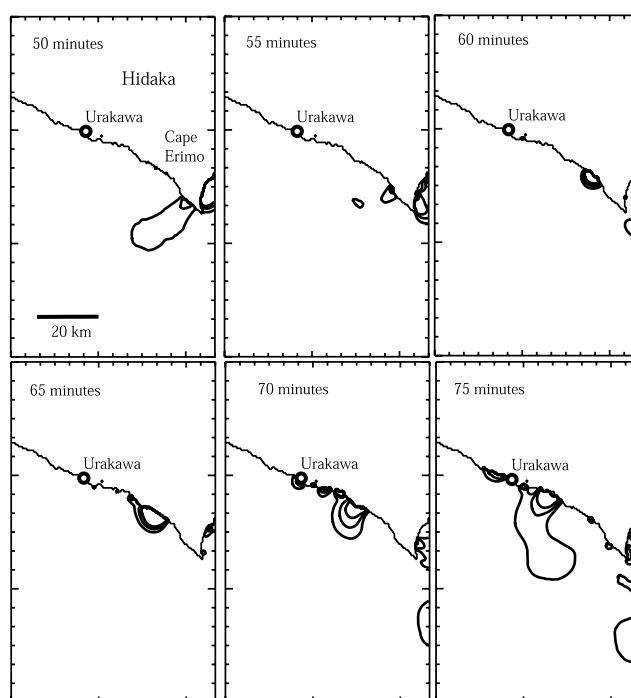 50 minutes
Hidaka
Urakawa
Cape
Erimo
20 km
55 minutes
Urakawa
60 minutes
Urakawa
65 minutes
Urakawa
70 minutes
Urakawa
75 minutes
Urakawa